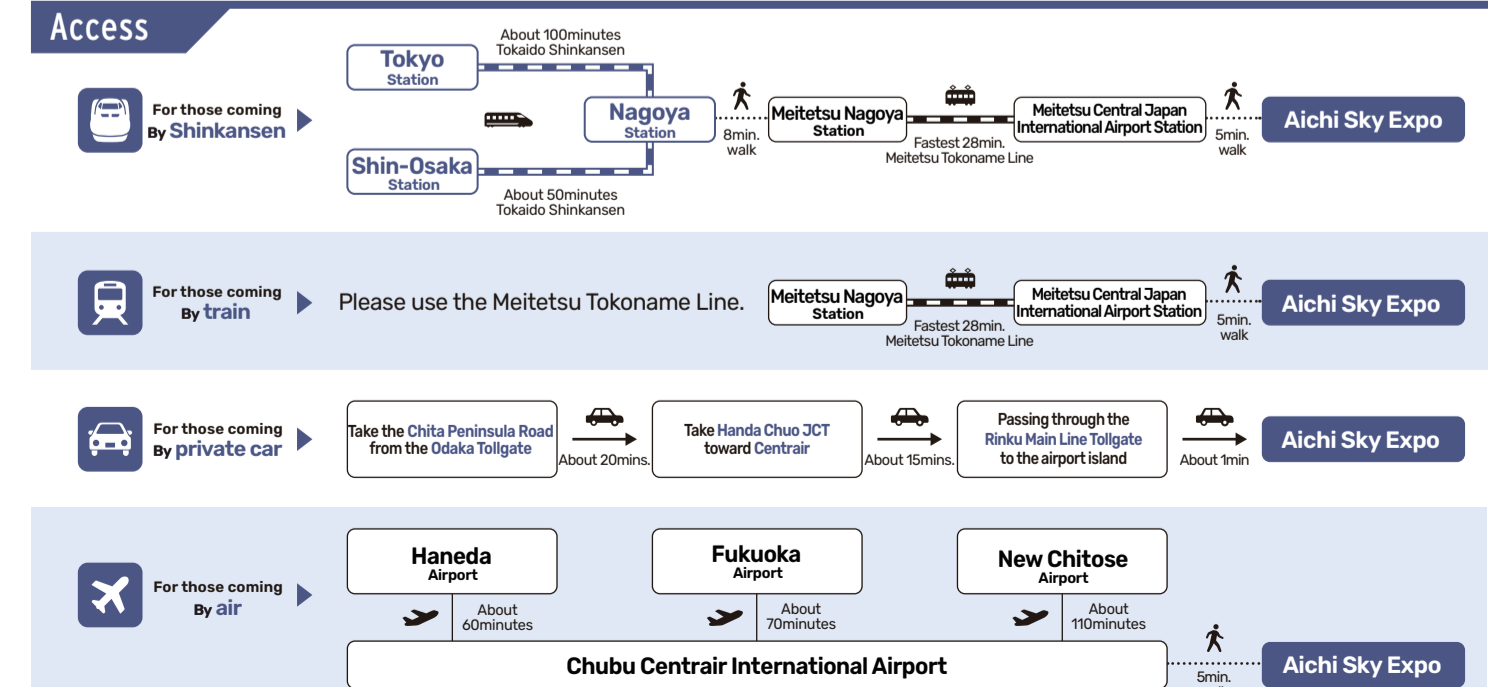 Access
For those coming
By Shinkansen
Tokyo
Station
About 100minutes
Tokaido Shinkansen
Shin-Osaka
Station
About 50minutes
Tokaido Shinkansen
Nagoya
Station
8min.
walk
Meitetsu Nagoya
Station
Fastest 28min.
Meitetsu Tokoname Line
Meitetsu Central Japan
International Airport Station
5min.
walk
Aichi Sky Expo
For those coming
By train
Please use the Meitetsu Tokoname Line.
Meitetsu Nagoya
Station
Fastest 28min.
Meitetsu Tokoname Line
Meitetsu Central Japan
International Airport Station
5min.
walk
Aichi Sky Expo
For those coming
By private car
Take the Chita Peninsula Road
from the Odaka Tollgate
About 20mins.
Take Handa Chuo JCT
toward Centrair
About 15mins.
Passing through the
Rinku Main Line Tollgate
to the airport island
About 1min
Aichi Sky Expo
For those coming
By air
Haneda
Airport
About
60minutes
Fukuoka
Airport
About
70minutes
New Chitose
Airport
About
110minutes
Chubu Centrair International Airport
5min.
Aichi Sky Expo